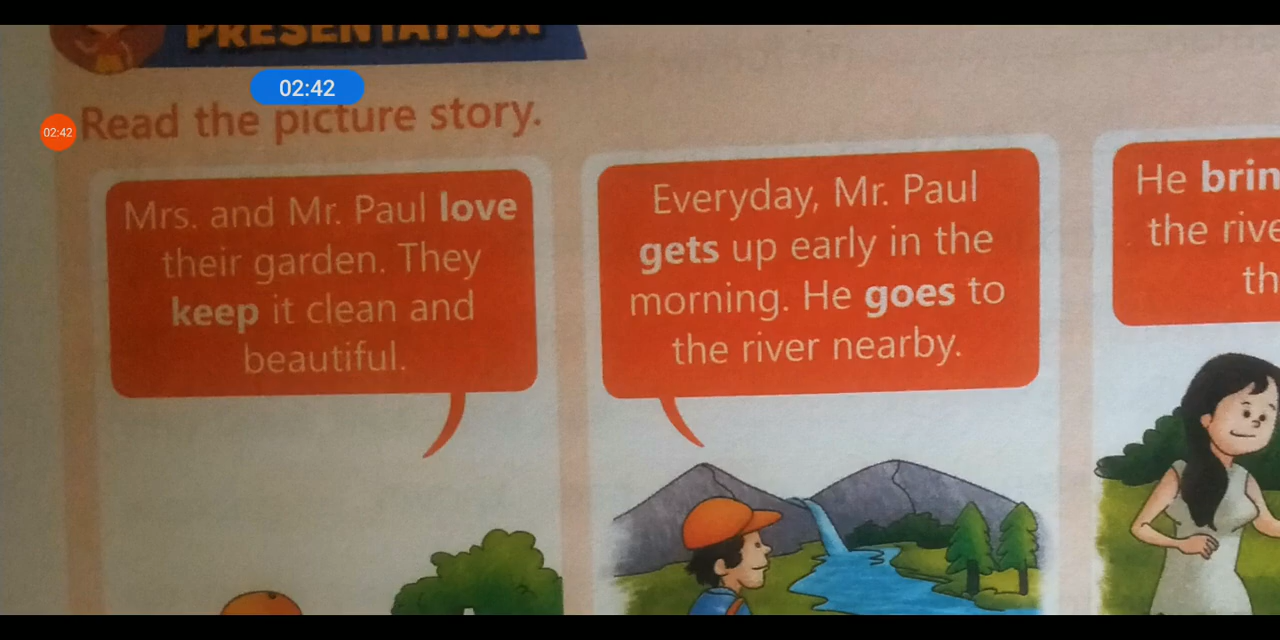 PRESENTATION
02:42
02:42
Read the picture story.
Mrs. and Mr. Paul love
their garden. They
keep it clean and
beautiful.
Everyday, Mr. Paul
gets up early in the
morning. He goes to
the river nearby.
He
the